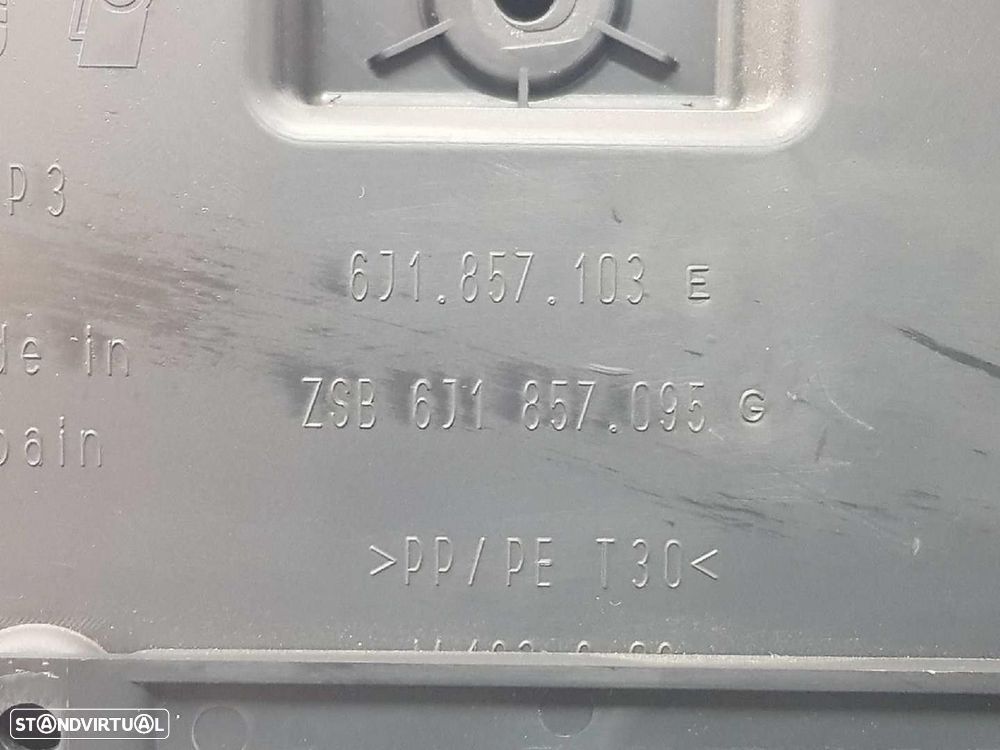 P3
6J1.857.103 E
de in
ZSB 6J1 857.095 G
pain
>PP/PE T30<
STANDVIRTUAL